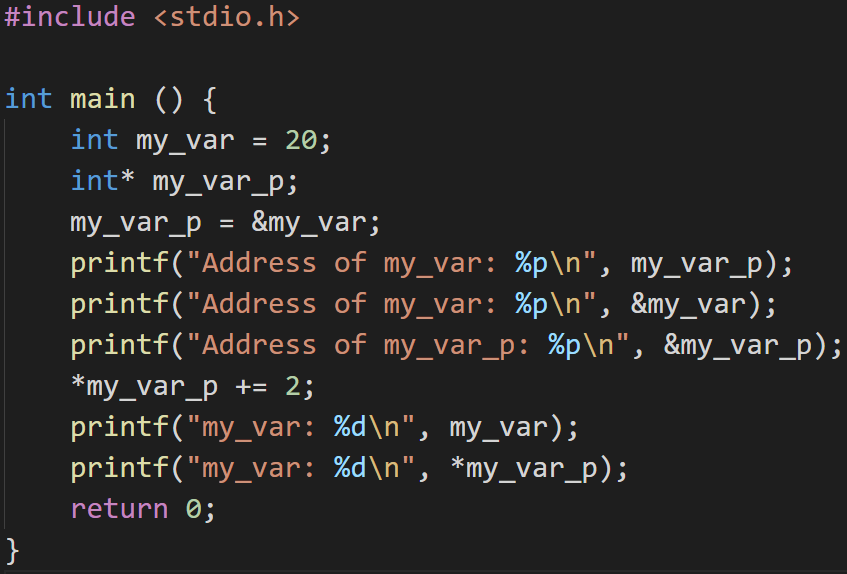 #include <stdio.h>

int main () {
    int my_var = 20;
    int* my_var_p;
    my_var_p = &my_var;
    printf("Address of my_var: %p\n", my_var_p);
    printf("Address of my_var: %p\n", &my_var);
    printf("Address of my_var_p: %p\n", &my_var_p);
    *my_var_p += 2;
    printf("my_var: %d\n", my_var);
    printf("my_var: %d\n", *my_var_p);
    return 0;
}